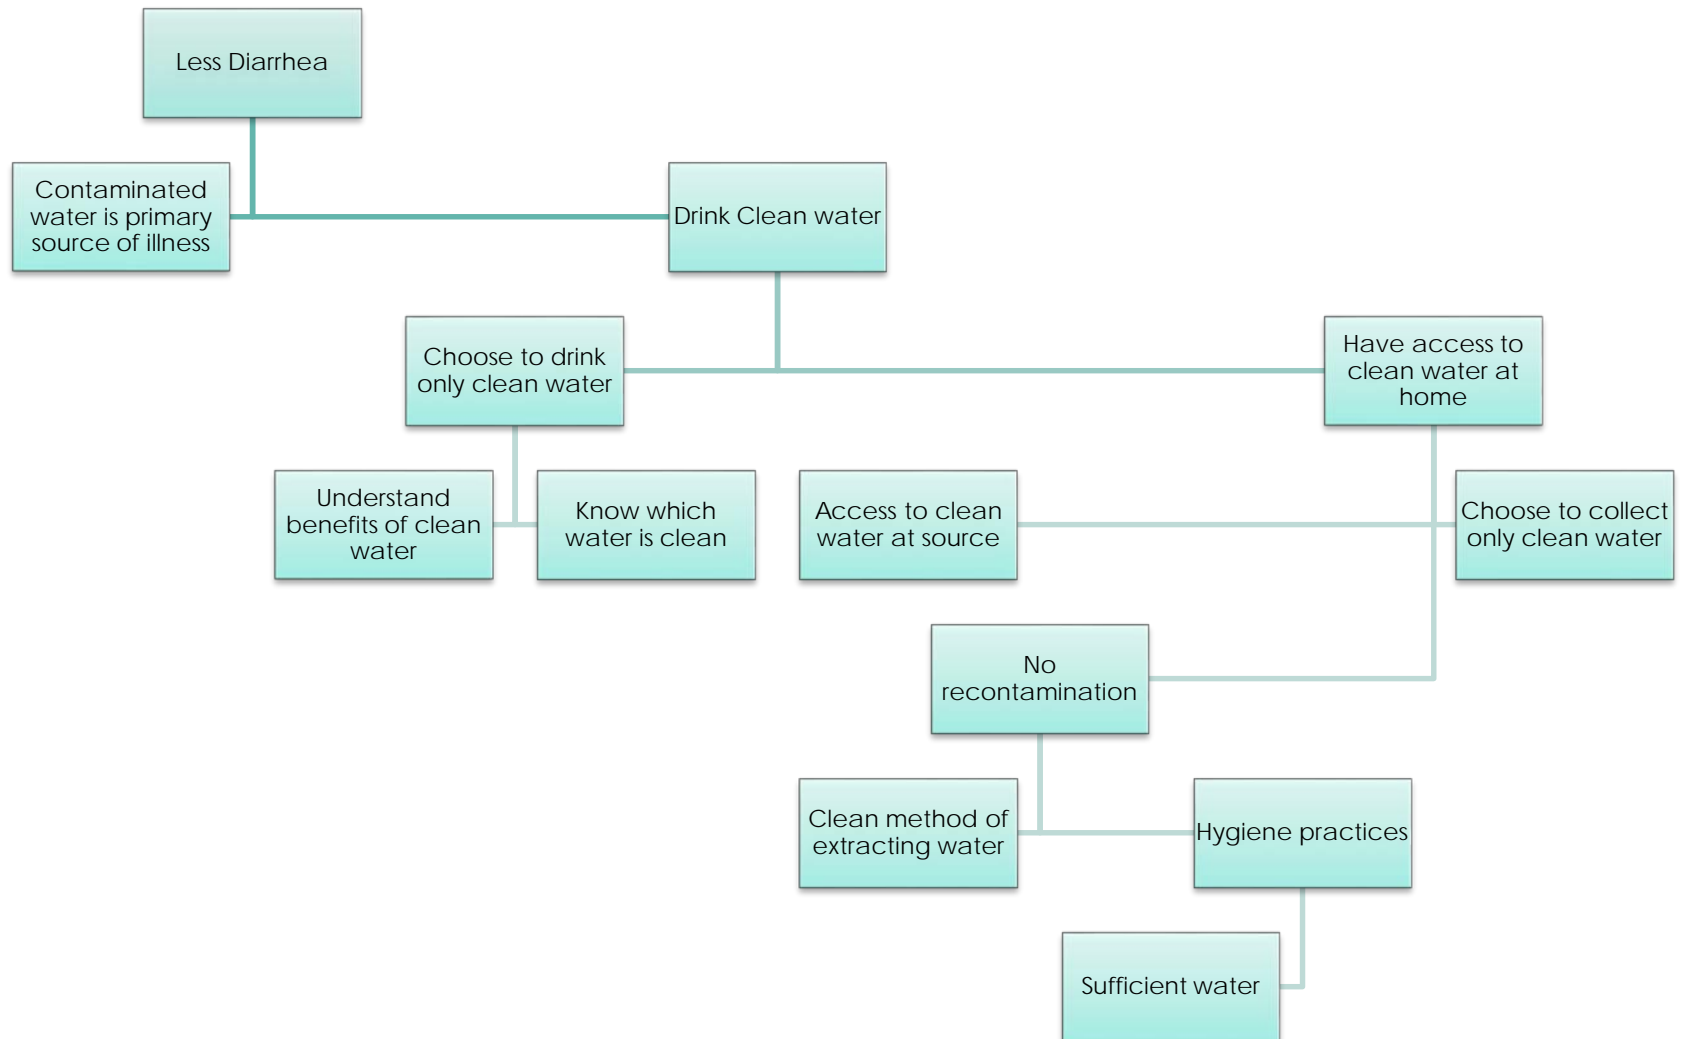 Less Diarrhea
Contaminated
water is primary
source of illness
Drink Clean water
Choose to drink
only clean water
Have access to
clean water at
home
Understand
benefits of clean
water
Know which
water is clean
Access to clean
water at source
Choose to collect
only clean water
No
recontamination
Clean method of
extracting water
Hygiene practices
Sufficient water